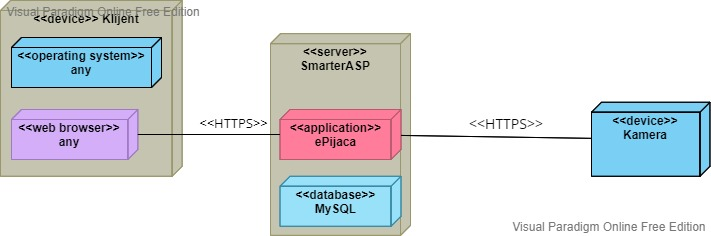 Visual Paradigm Online Free Edition
<<device>> Klijent
<<operating system>>
any
<<web browser>>
any
<<HTTPS>>
<<server>>
SmarterASP
<<application>>
ePijaca
<<database>>
MySQL
<<HTTPS>>
<<device>>
Kamera
Visual Paradigm Online Free Edition